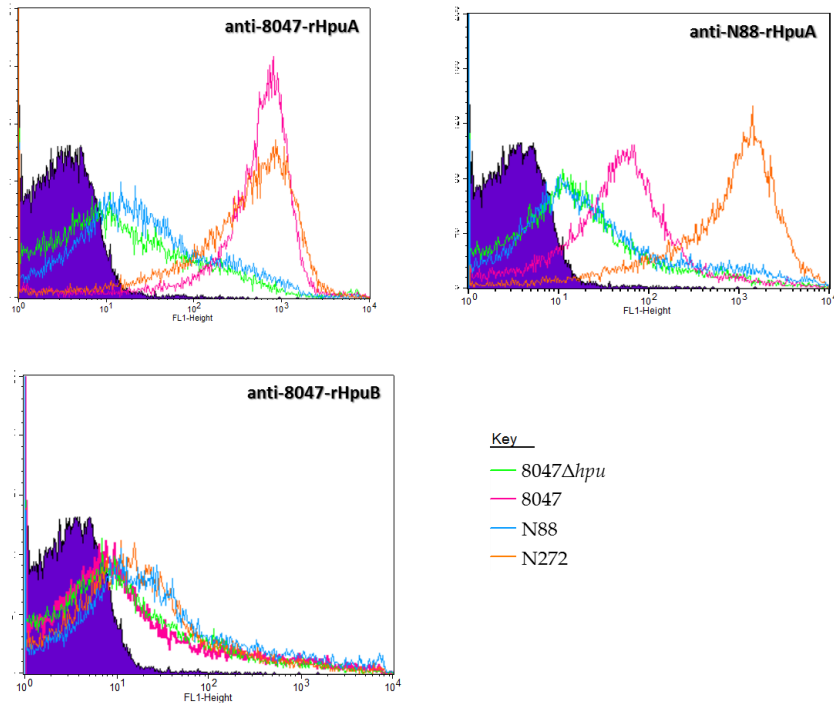 anti-8047-rHpuA
10⁰ 10¹ 10² 10³ 10⁴
FL1-Height
anti-N88-rHpuA
10⁰ 10¹ 10² 10³ 10⁴
FL1-Height
anti-8047-rHpuB
10⁰ 10¹ 10² 10³ 10⁴
FL1-Height
Key
8047Δhpu
8047
N88
N272